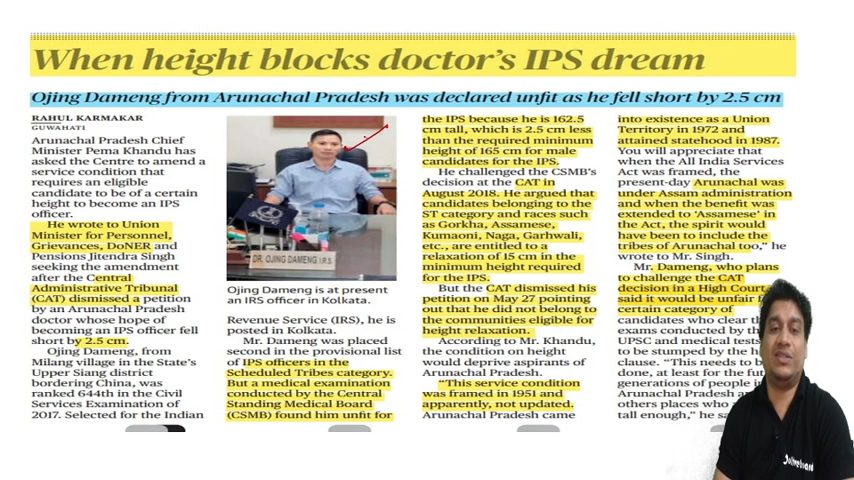 When height blocks doctor's IPS dream
Ojing Dameng from Arunachal Pradesh was declared unfit as he fell short by 2.5 cm
RAHUL KARMAKAR
GUWAHATI
Arunachal Pradesh Chief
Minister Pema Khandu has
asked the Centre to amend a
service condition that
requires an eligible
candidate to be of a certain
height to become an IPS
officer.
He wrote to Union
Minister for Personnel,
Grievances, DoNER and
Pensions Jitendra Singh
seeking the amendment
after the Central
Administrative Tribunal
(CAT) dismissed a petition
by an Arunachal Pradesh
doctor whose hope of
becoming an IPS officer fell
short by 2.5 cm.
Ojing Dameng, from
Milang village in the State's
Upper Siang district
bordering China, was
ranked 644th in the Civil
Services Examination of
2017. Selected for the Indian
DR. OJING DAMENG I.R.S.
Ojing Dameng is at present
an IRS officer in Kolkata.
Revenue Service (IRS), he is
posted in Kolkata.
Mr. Dameng was placed
second in the provisional list
of IPS officers in the
Scheduled Tribes category.
But a medical examination
conducted by the Central
Standing Medical Board
(CSMB) found him unfit for
the IPS because he is 162.5
cm tall, which is 2.5 cm less
than the required minimum
height of 165 cm for male
candidates for the IPS.
He challenged the CSMB's
decision at the CAT in
August 2018. He argued that
candidates belonging to the
ST category and races such
as Gorkha, Assamese,
Kumaoni, Naga, Garhwali,
etc., are entitled to a
relaxation of 15 cm in the
minimum height required
for the IPS.
But the CAT dismissed his
petition on May 27 pointing
out that he did not belong to
the communities eligible for
height relaxation.
According to Mr. Khandu,
the condition on height
would deprive aspirants of
Arunachal Pradesh.
"This service condition
was framed in 1951 and
apparently, not updated.
Arunachal Pradesh came
into existence as a Union
Territory in 1972 and
attained statehood in 1987.
You will appreciate that
when the All India Services
Act was framed, the
present-day Arunachal was
under Assam administration
and when the benefit was
extended to 'Assamese' in
the Act, the spirit would
have been to include the
tribes of Arunachal too," he
wrote to Mr. Singh.
Mr. Dameng, who plans
to challenge the CAT
decision in a High Court,
said it would be unfair f
certain category of
candidates who clear th
exams conducted by th
UPSC and medical tests
to be stumped by the h
clause. "This needs to b
done, at least for the fut
generations of people i
Arunachal Pradesh a
others places who
tall enough," he sa